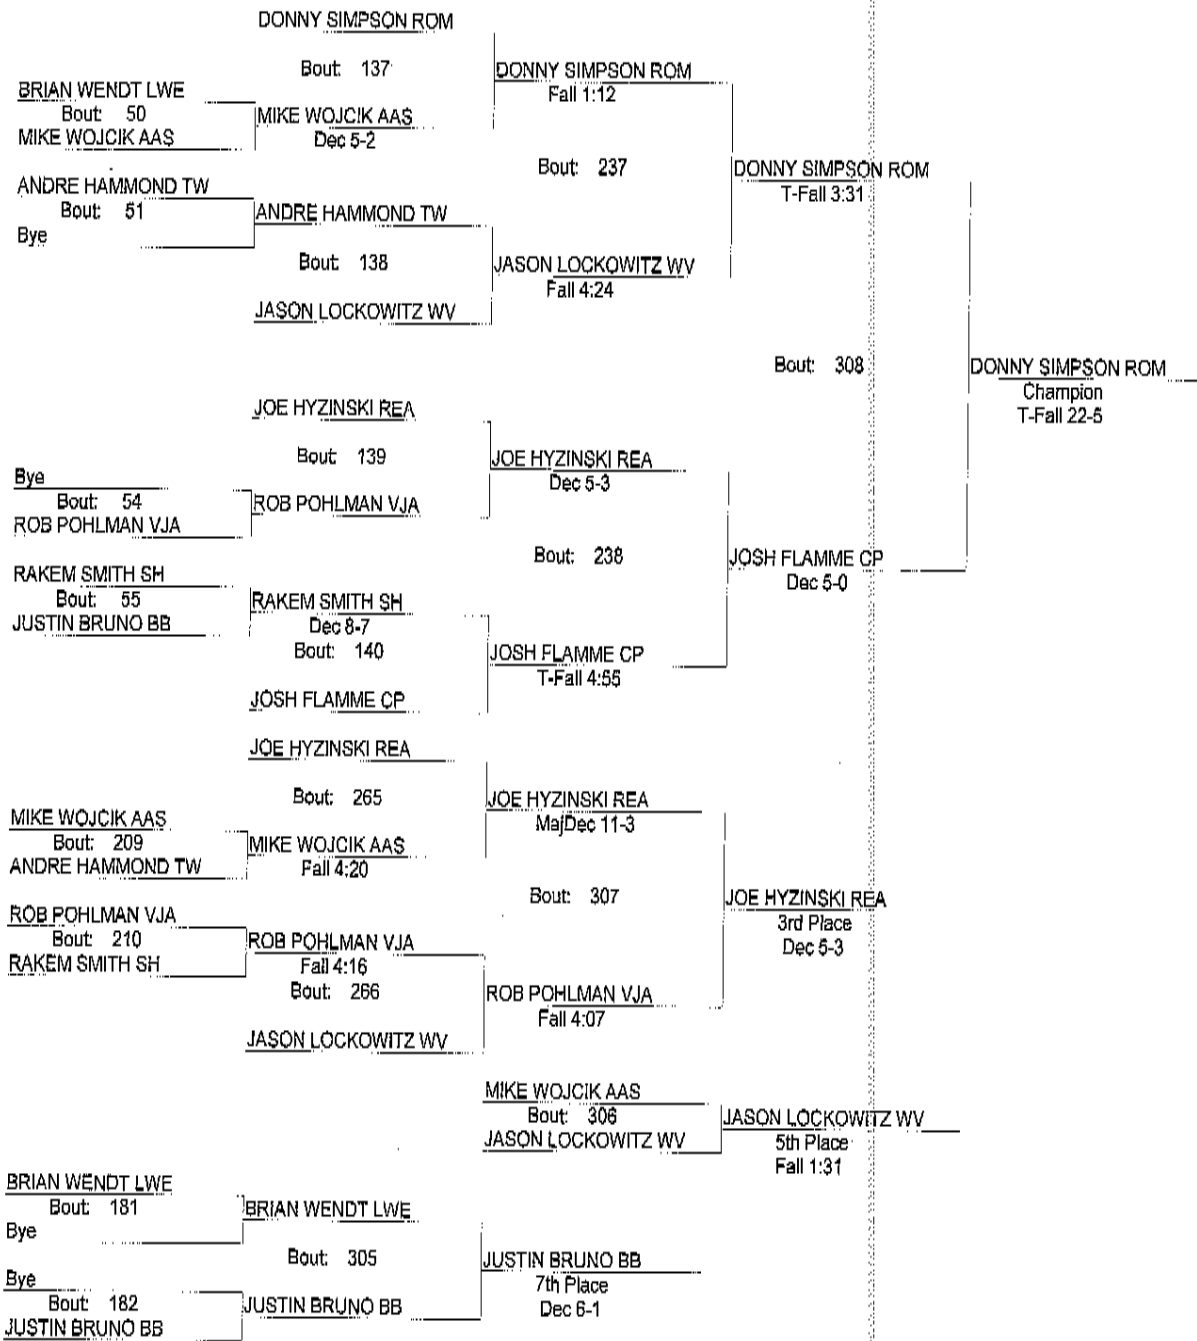 DONNY SIMPSON ROM
Bout: 137
DONNY SIMPSON ROM
Fall 1:12
BRIAN WENDT LWE
Bout: 50
MIKE WOJCIK AAS
MIKE WOJCIK AAS
Dec 5-2
Bout: 237
DONNY SIMPSON ROM
T-Fall 3:31
ANDRE HAMMOND TW
Bout: 51
Bye
ANDRE HAMMOND TW
Bout: 138
JASON LOCKOWITZ WV
Fall 4:24
JASON LOCKOWITZ WV
Bout: 308
DONNY SIMPSON ROM
Champion
T-Fall 22-5
JOE HYZINSKI REA
Bout: 139
JOE HYZINSKI REA
Dec 5-3
Bye
Bout: 54
ROB POHLMAN VJA
ROB POHLMAN VJA
Bout: 238
JOSH FLAMME CP
Dec 5-0
RAKEM SMITH SH
Bout: 55
JUSTIN BRUNO BB
RAKEM SMITH SH
Dec 8-7
Bout: 140
JOSH FLAMME CP
T-Fall 4:55
JOSH FLAMME CP
JOE HYZINSKI REA
Bout: 265
JOE HYZINSKI REA
MajDec 11-3
MIKE WOJCIK AAS
Bout: 209
ANDRE HAMMOND TW
MIKE WOJCIK AAS
Fall 4:20
Bout: 307
JOE HYZINSKI REA
3rd Place
Dec 5-3
ROB POHLMAN VJA
Bout: 210
RAKEM SMITH SH
ROB POHLMAN VJA
Fall 4:16
Bout: 266
ROB POHLMAN VJA
Fall 4:07
JASON LOCKOWITZ WV
MIKE WOJCIK AAS
Bout: 306
JASON LOCKOWITZ WV
JASON LOCKOWITZ WV
5th Place
Fall 1:31
BRIAN WENDT LWE
Bout: 181
Bye
BRIAN WENDT LWE
Bout: 305
JUSTIN BRUNO BB
7th Place
Dec 6-1
Bye
Bout: 182
JUSTIN BRUNO BB
JUSTIN BRUNO BB